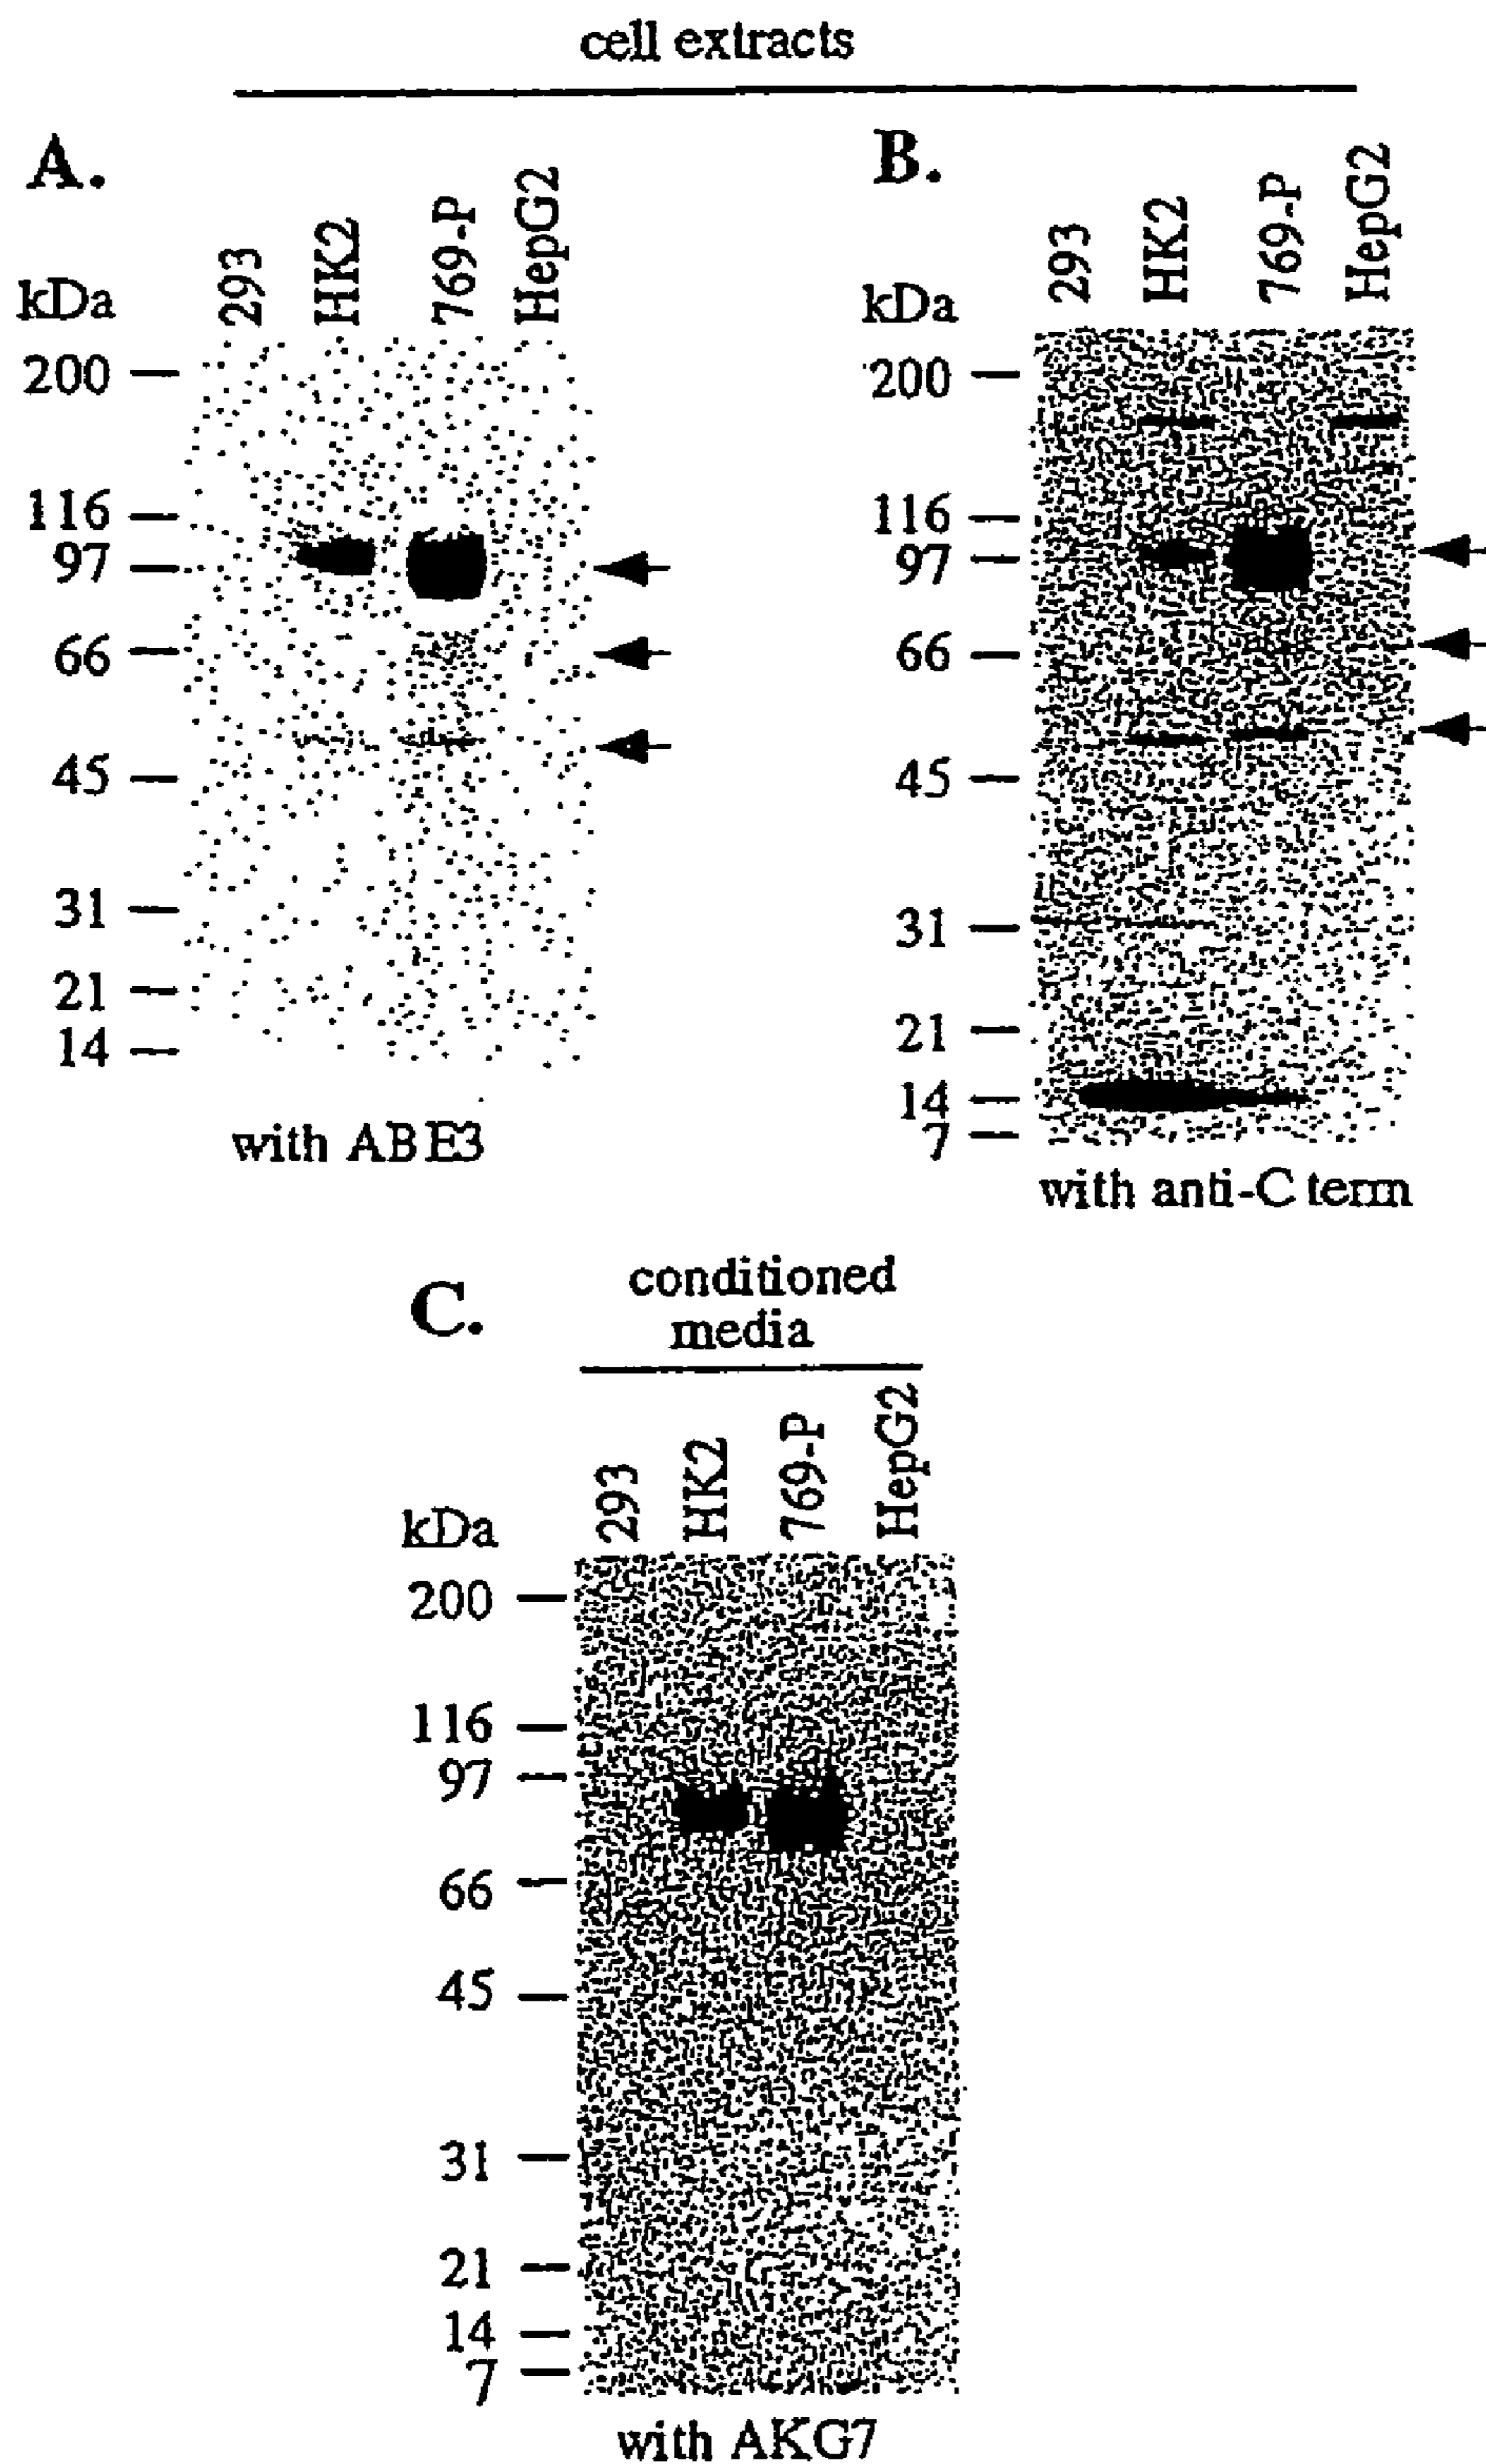 cell extracts
A.
kDa
293
HK2
769-P
HepG2
200
116
97
66
45
31
21
14
with ABE3
B.
kDa
293
HK2
769-P
HepG2
200
116
97
66
45
31
21
14
7
with anti-C term
C.
conditioned
media
kDa
293
HK2
769-P
HepG2
200
116
97
66
45
31
21
14
7
with AKG7